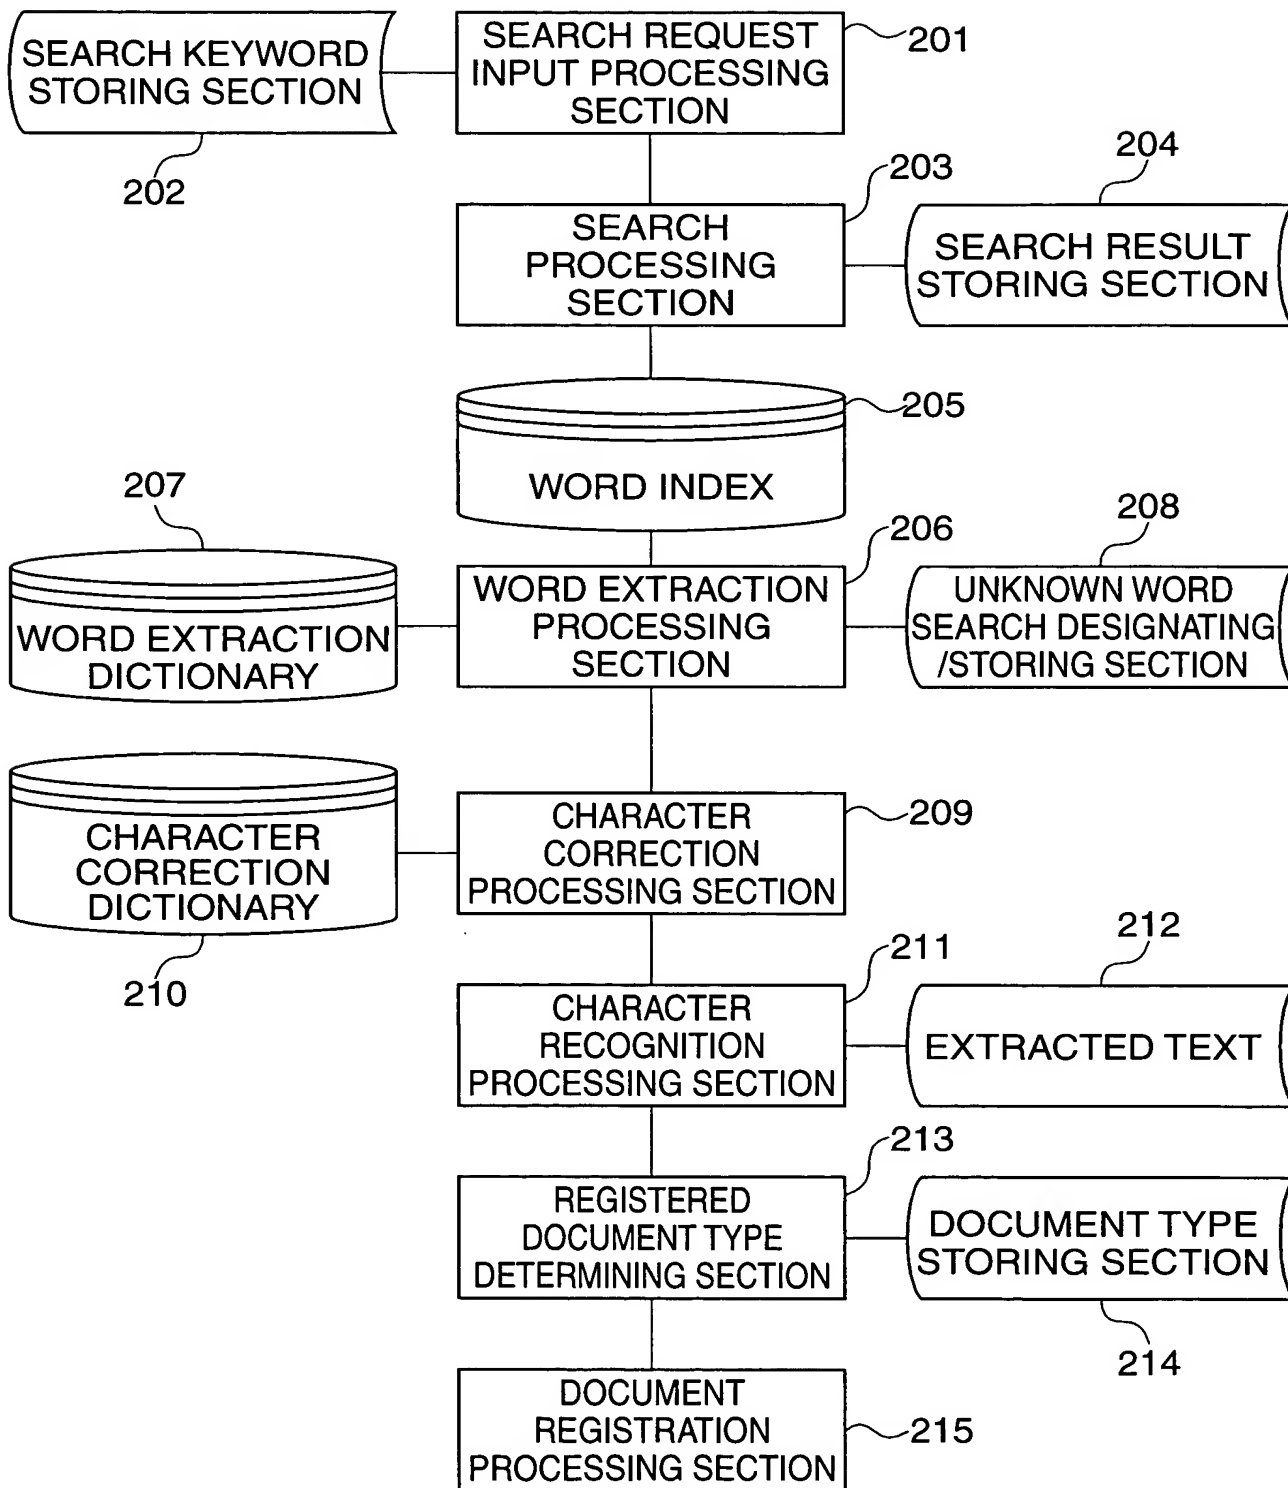 SEARCH KEYWORD
STORING SECTION
202
SEARCH REQUEST
INPUT PROCESSING
SECTION
201
203
SEARCH
PROCESSING
SECTION
204
SEARCH RESULT
STORING SECTION
205
WORD INDEX
207
WORD EXTRACTION
DICTIONARY
206
WORD EXTRACTION
PROCESSING
SECTION
208
UNKNOWN WORD
SEARCH DESIGNATING
/STORING SECTION
CHARACTER
CORRECTION
DICTIONARY
210
209
CHARACTER
CORRECTION
PROCESSING SECTION
211
CHARACTER
RECOGNITION
PROCESSING SECTION
212
EXTRACTED TEXT
213
REGISTERED
DOCUMENT TYPE
DETERMINING SECTION
DOCUMENT TYPE
STORING SECTION
214
DOCUMENT
REGISTRATION
PROCESSING SECTION
215